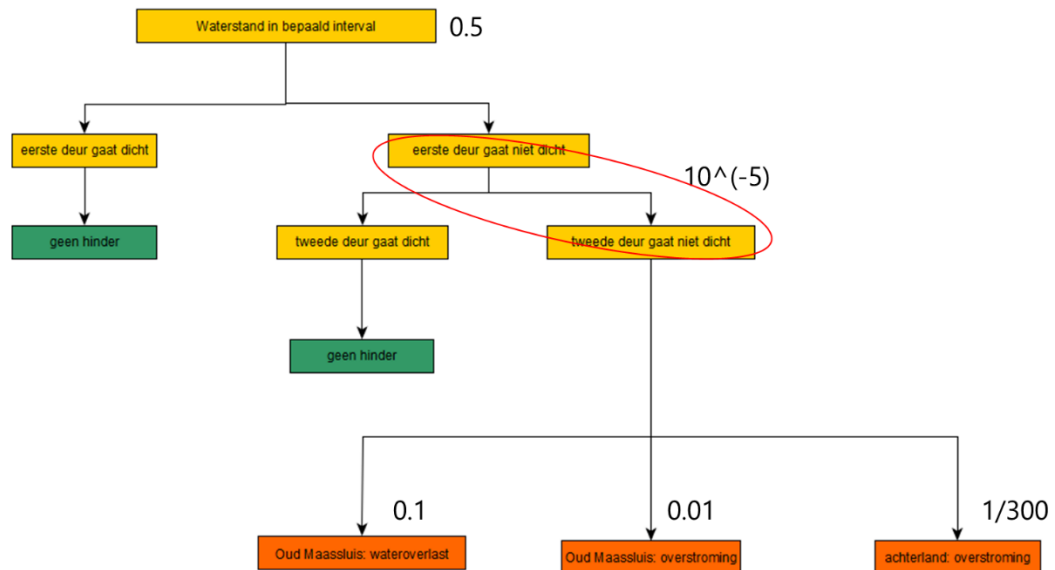 Waterstand in bepaald interval
0.5
eerste deur gaat dicht
eerste deur gaat niet dicht
10^(-5)
geen hinder
tweede deur gaat dicht
tweede deur gaat niet dicht
geen hinder
0.1
0.01
1/300
Oud Maassluis: wateroverlast
Oud Maassluis: overstroming
achterland: overstroming